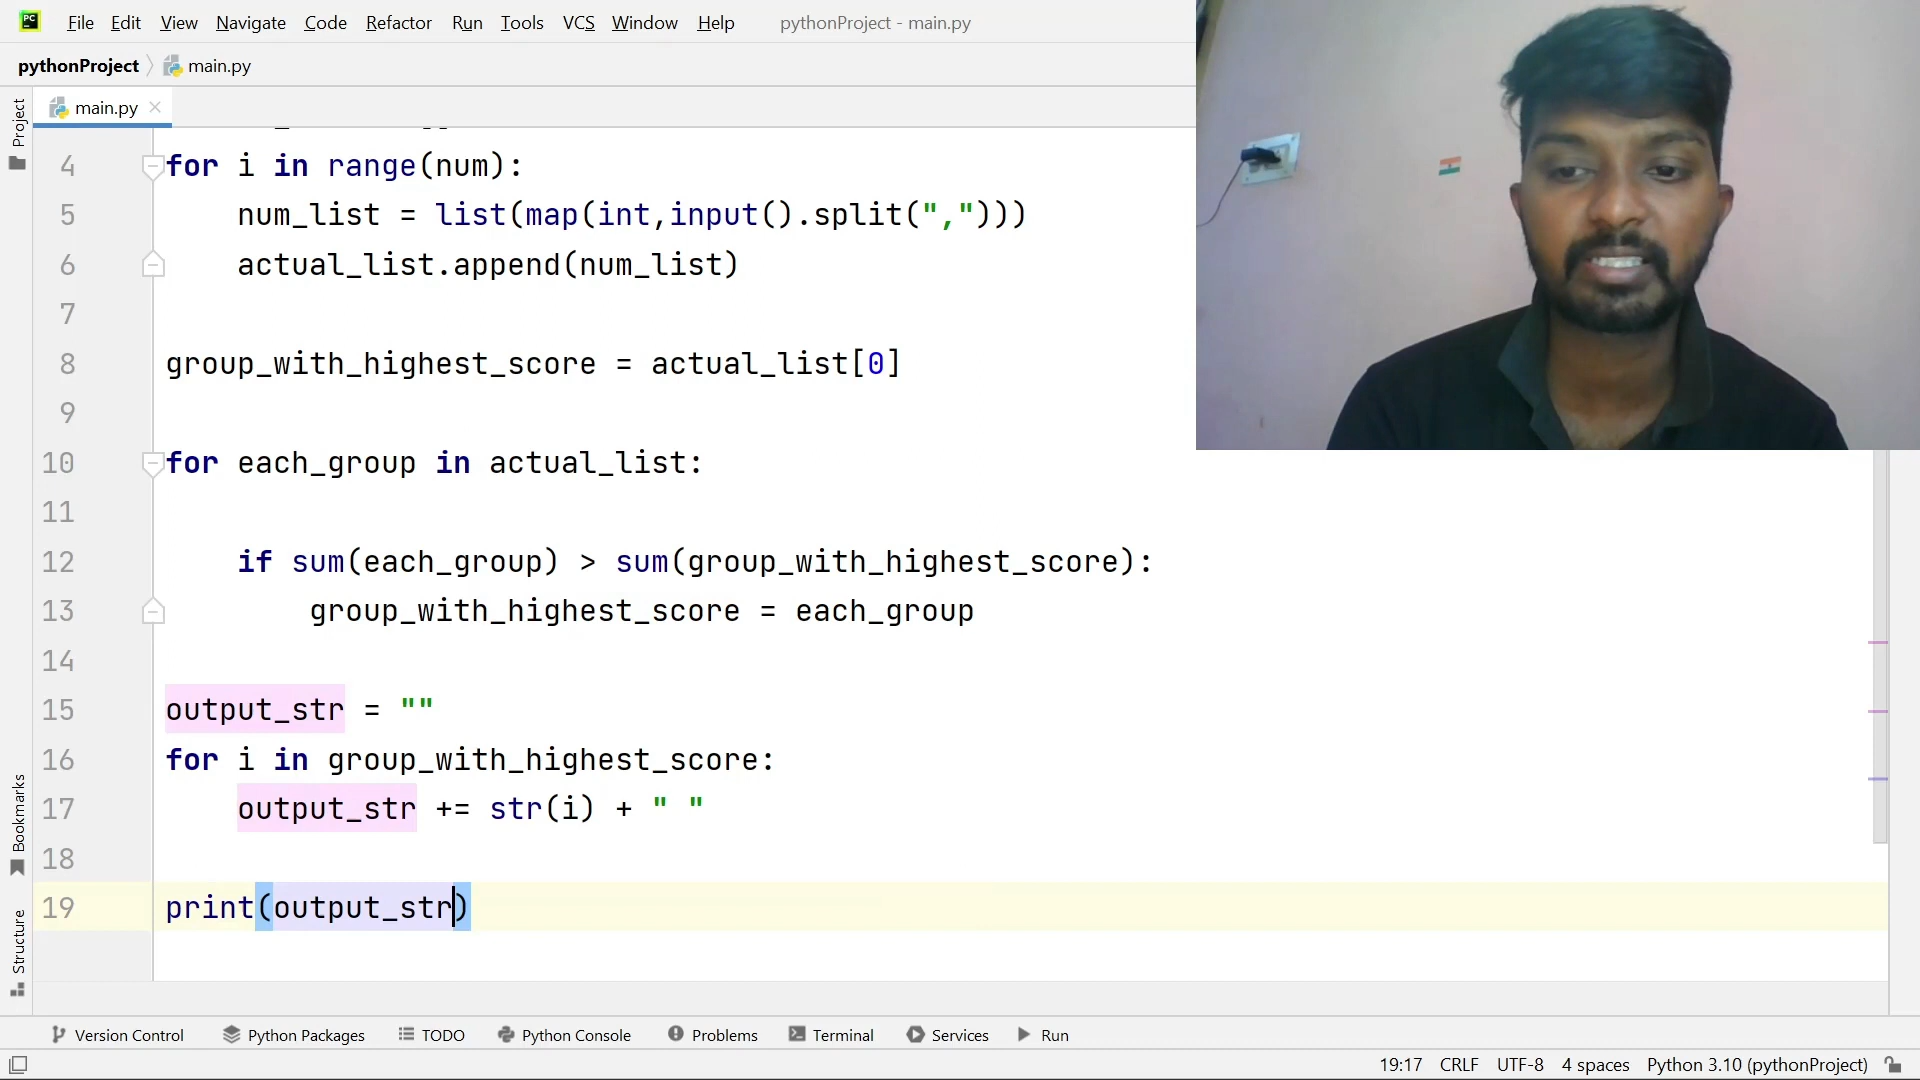 PC File Edit View Navigate Code Refactor Run Tools VCS Window Help pythonProject - main.py
pythonProject main.py
Project
main.py
4 for i in range(num):
5 num_list = list(map(int,input().split(",")))
6 actual_list.append(num_list)
7
8 group_with_highest_score = actual_list[0]
9
10 for each_group in actual_list:
11
12 if sum(each_group) > sum(group_with_highest_score):
13 group_with_highest_score = each_group
14
15 output_str = ""
16 for i in group_with_highest_score:
17 output_str += str(i) + " "
18
19 print(output_str)
Bookmarks
Structure
Version Control Python Packages TODO Python Console Problems Terminal Services Run
19:17 CRLF UTF-8 4 spaces Python 3.10 (pythonProject)